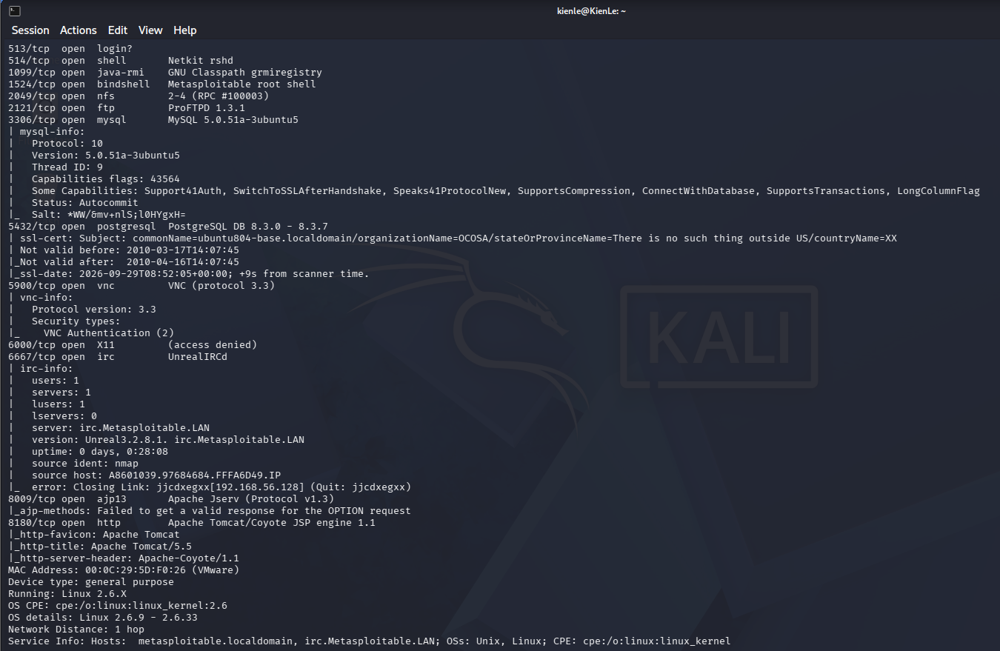 kienle@KienLe: ~
Session Actions Edit View Help
513/tcp  open  login?
514/tcp  open  shell       Netkit rshd
1099/tcp open  java-rmi    GNU Classpath grmiregistry
1524/tcp open  bindshell   Metasploitable root shell
2049/tcp open  nfs         2-4 (RPC #100003)
2121/tcp open  ftp         ProFTPD 1.3.1
3306/tcp open  mysql       MySQL 5.0.51a-3ubuntu5
| mysql-info:
|   Protocol: 10
|   Version: 5.0.51a-3ubuntu5
|   Thread ID: 9
|   Capabilities flags: 43564
|   Some Capabilities: Support41Auth, SwitchToSSLAfterHandshake, Speaks41ProtocolNew, SupportsCompression, ConnectWithDatabase, SupportsTransactions, LongColumnFlag
|   Status: Autocommit
|_  Salt: *WW/&mv+nlS;l0HYgxH=
5432/tcp open  postgresql  PostgreSQL DB 8.3.0 - 8.3.7
| ssl-cert: Subject: commonName=ubuntu804-base.localdomain/organizationName=OCOSA/stateOrProvinceName=There is no such thing outside US/countryName=XX
| Not valid before: 2010-03-17T14:07:45
|_Not valid after:  2010-04-16T14:07:45
|_ssl-date: 2026-09-29T08:52:05+00:00; +9s from scanner time.
5900/tcp open  vnc         VNC (protocol 3.3)
| vnc-info:
|   Protocol version: 3.3
|   Security types:
|_    VNC Authentication (2)
6000/tcp open  X11         (access denied)
6667/tcp open  irc         UnrealIRCd
| irc-info:
|   users: 1
|   servers: 1
|   lusers: 1
|   lservers: 0
|   server: irc.Metasploitable.LAN
|   version: Unreal3.2.8.1. irc.Metasploitable.LAN
|   uptime: 0 days, 0:28:08
|   source ident: nmap
|   source host: A8601039.97684684.FFFA6D49.IP
|_  error: Closing Link: jjcdxegxx[192.168.56.128] (Quit: jjcdxegxx)
8009/tcp open  ajp13       Apache Jserv (Protocol v1.3)
|_ajp-methods: Failed to get a valid response for the OPTION request
8180/tcp open  http        Apache Tomcat/Coyote JSP engine 1.1
|_http-favicon: Apache Tomcat
|_http-title: Apache Tomcat/5.5
|_http-server-header: Apache-Coyote/1.1
MAC Address: 00:0C:29:5D:F0:26 (VMware)
Device type: general purpose
Running: Linux 2.6.X
OS CPE: cpe:/o:linux:linux_kernel:2.6
OS details: Linux 2.6.9 - 2.6.33
Network Distance: 1 hop
Service Info: Hosts:  metasploitable.localdomain, irc.Metasploitable.LAN; OSs: Unix, Linux; CPE: cpe:/o:linux:linux_kernel
KALI